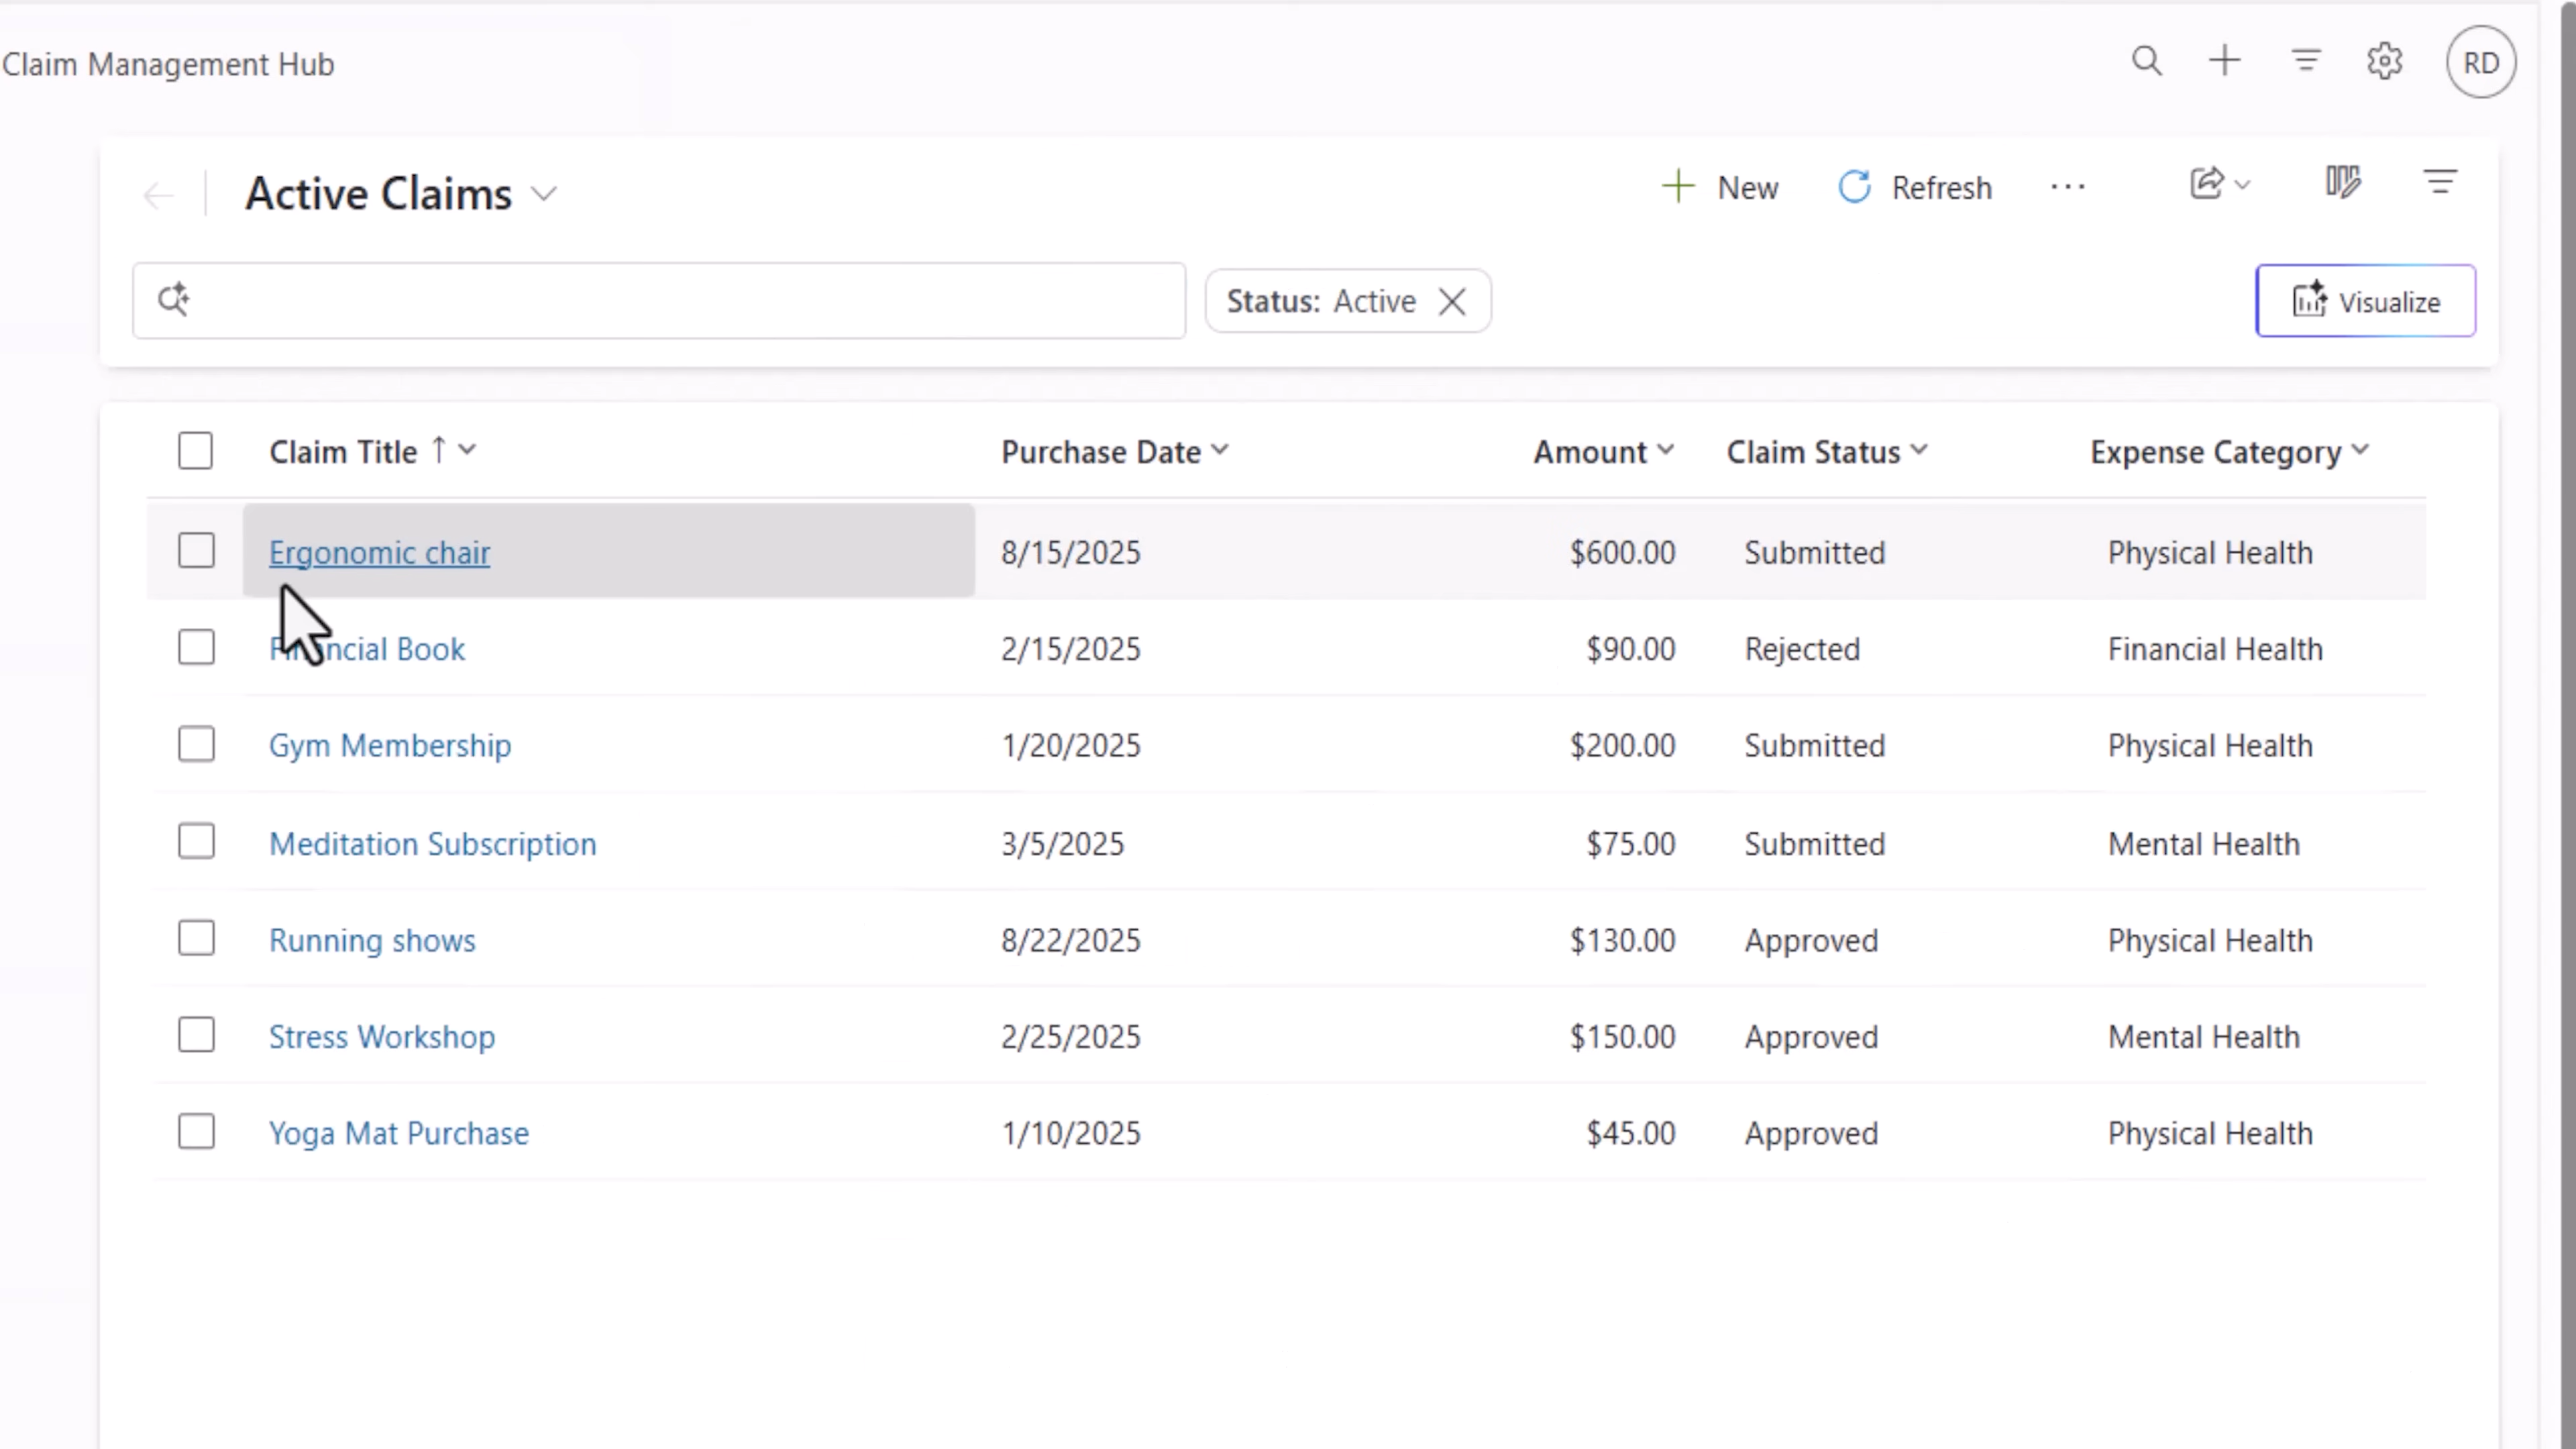 Claim Management Hub
RD
Active Claims
New
Refresh
Status: Active
Visualize
Claim Title Purchase Date Amount Claim Status Expense Category
Ergonomic chair 8/15/2025 $600.00 Submitted Physical Health
Financial Book 2/15/2025 $90.00 Rejected Financial Health
Gym Membership 1/20/2025 $200.00 Submitted Physical Health
Meditation Subscription 3/5/2025 $75.00 Submitted Mental Health
Running shows 8/22/2025 $130.00 Approved Physical Health
Stress Workshop 2/25/2025 $150.00 Approved Mental Health
Yoga Mat Purchase 1/10/2025 $45.00 Approved Physical Health